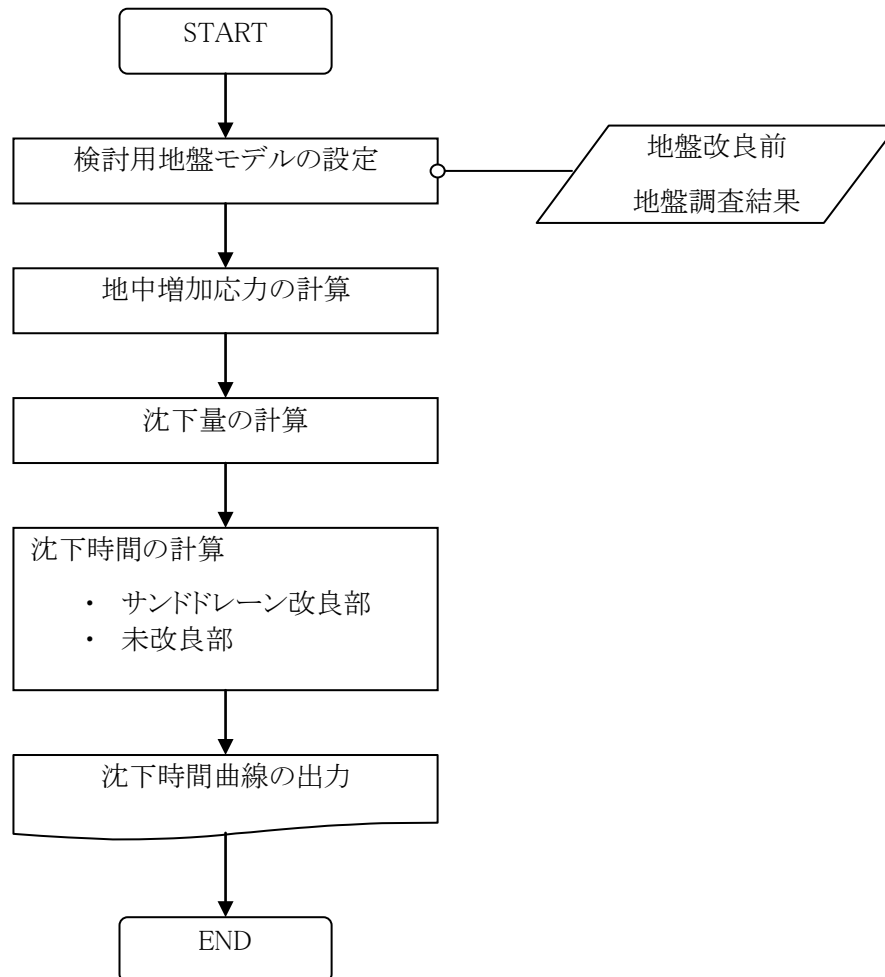 START
検討用地盤モデルの設定
地盤改良前
地盤調査結果
地中増加応力の計算
沈下量の計算
沈下時間の計算
・ サンドドレーン改良部
・ 未改良部
沈下時間曲線の出力
END